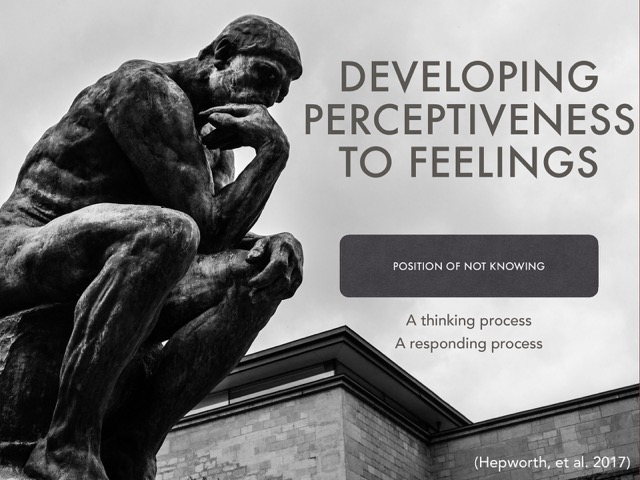 DEVELOPING
PERCEPTIVENESS
TO FEELINGS
POSITION OF NOT KNOWING
A thinking process
A responding process
(Hepworth, et al. 2017)